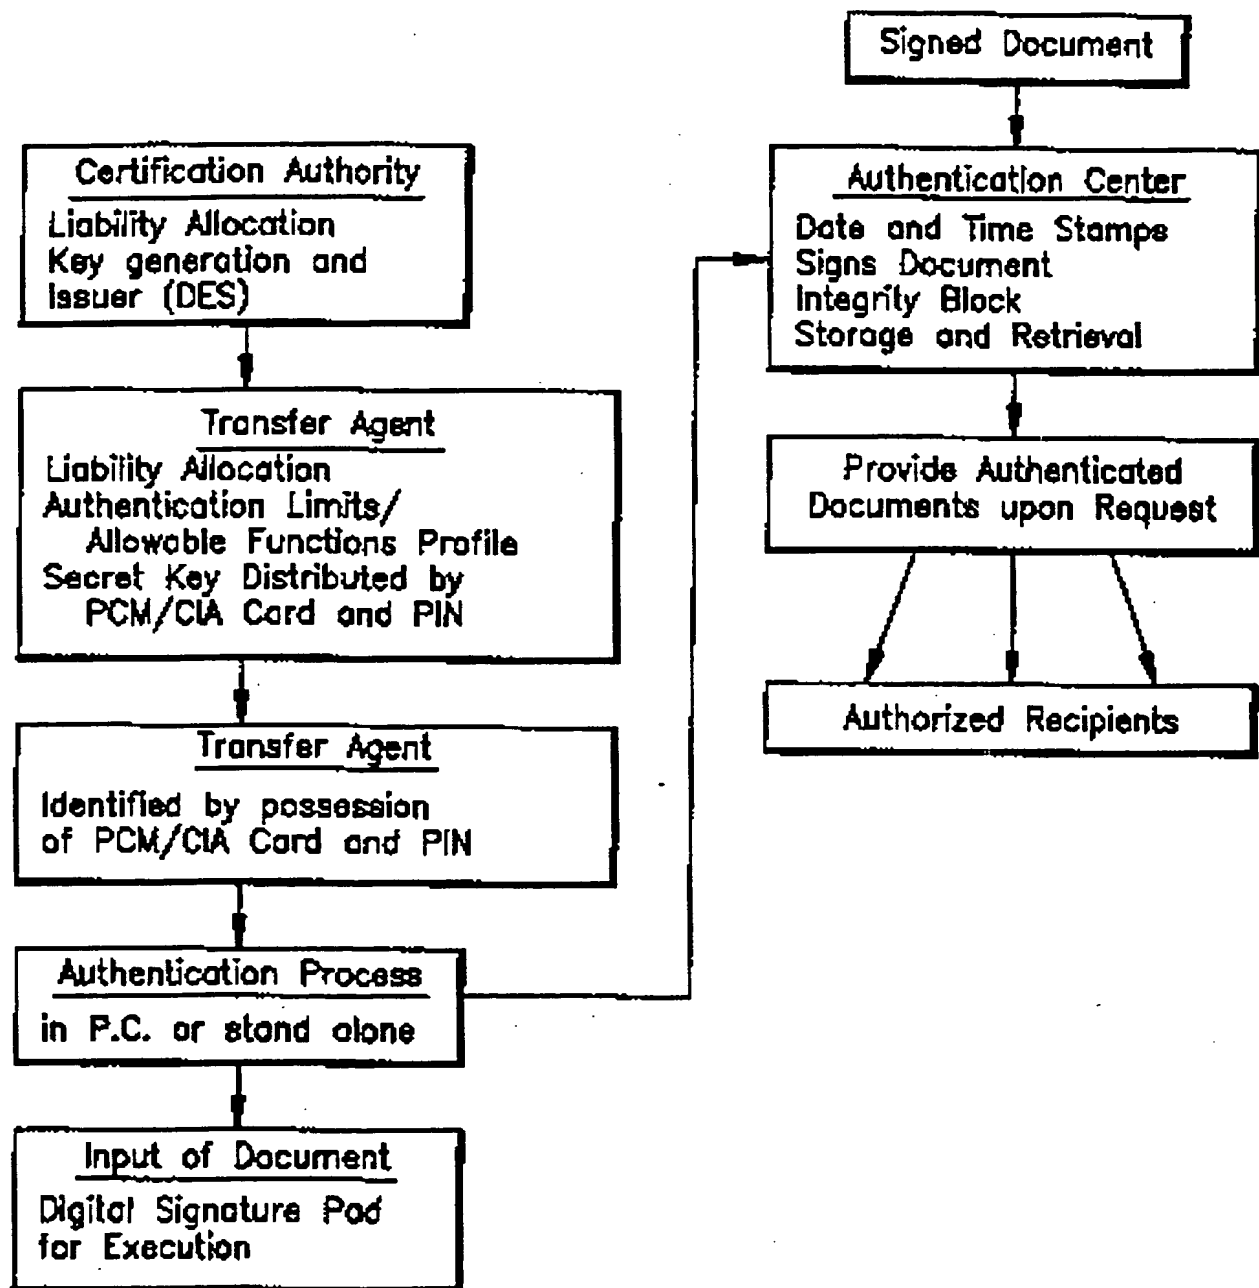 Certification Authority
Liability Allocation
Key generation and
Issuer (DES)
Transfer Agent
Liability Allocation
Authentication Limits/
Allowable Functions Profile
Secret Key Distributed by
PCM/CIA Card and PIN
Transfer Agent
Identified by possession
of PCM/CIA Card and PIN
Authentication Process
in P.C. or stand alone
Input of Document
Digital Signature Pad
for Execution
Signed Document
Authentication Center
Date and Time Stamps
Signs Document
Integrity Block
Storage and Retrieval
Provide Authenticated
Documents upon Request
Authorized Recipients